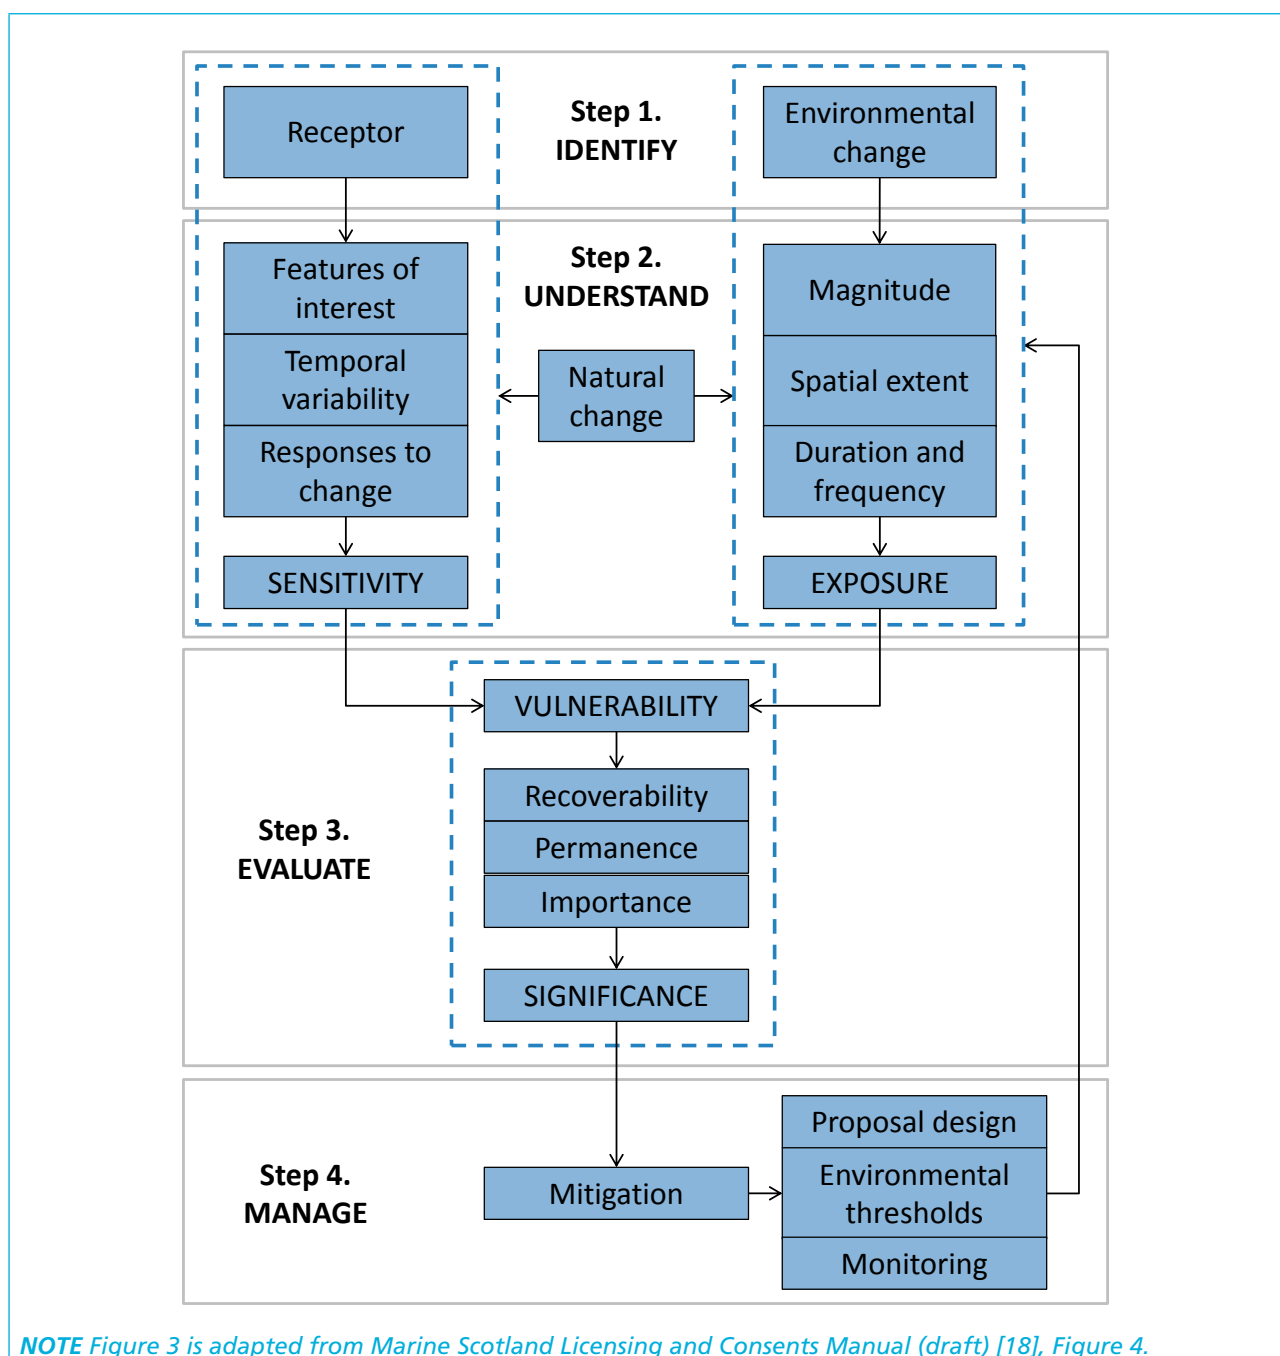 Step 1.
IDENTIFY
Receptor
Environmental
change
Step 2.
UNDERSTAND
Features of
interest
Temporal
variability
Responses to
change
SENSITIVITY
Natural
change
Magnitude
Spatial extent
Duration and
frequency
EXPOSURE
Step 3.
EVALUATE
VULNERABILITY
Recoverability
Permanence
Importance
SIGNIFICANCE
Step 4.
MANAGE
Mitigation
Proposal design
Environmental
thresholds
Monitoring
NOTE Figure 3 is adapted from Marine Scotland Licensing and Consents Manual (draft) [18], Figure 4.